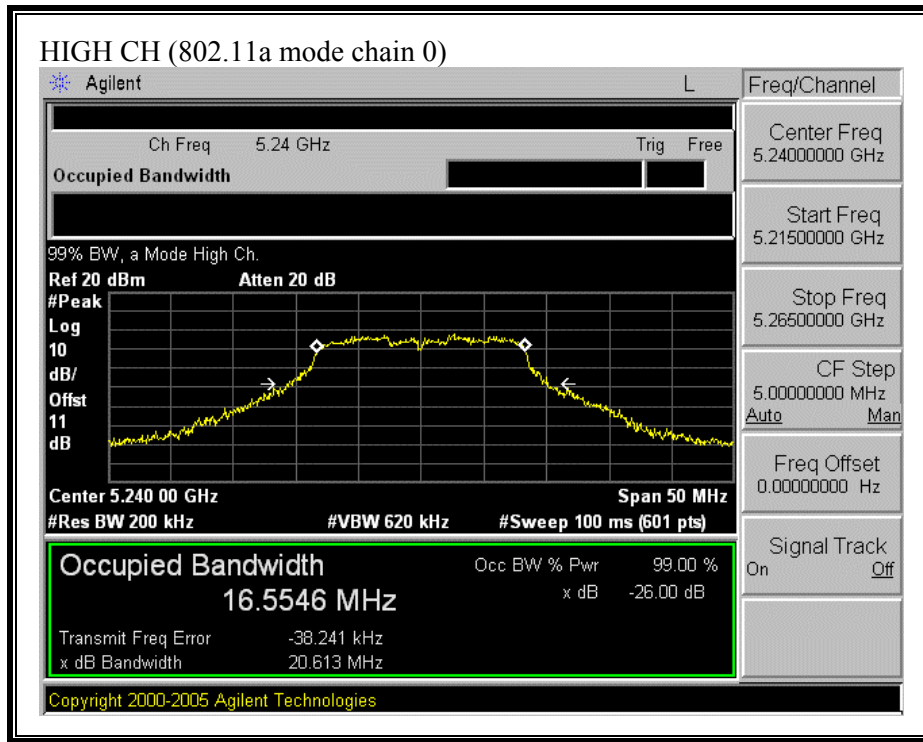 HIGH CH (802.11a mode chain 0)
Agilent L Freq/Channel
Ch Freq 5.24 GHz Trig Free
Occupied Bandwidth
Center Freq
5.24000000 GHz
Start Freq
5.21500000 GHz
Stop Freq
5.26500000 GHz
CF Step
5.00000000 MHz
Auto Man
Freq Offset
0.00000000 Hz
Signal Track
On Off
99% BW, a Mode High Ch.
Ref 20 dBm Atten 20 dB
#Peak
Log
10
dB/
Offst
11
dB
Center 5.240 00 GHz Span 50 MHz
#Res BW 200 kHz #VBW 620 kHz #Sweep 100 ms (601 pts)
Occupied Bandwidth Occ BW % Pwr 99.00 %
16.5546 MHz x dB -26.00 dB
Transmit Freq Error -38.241 kHz
x dB Bandwidth 20.613 MHz
Copyright 2000-2005 Agilent Technologies